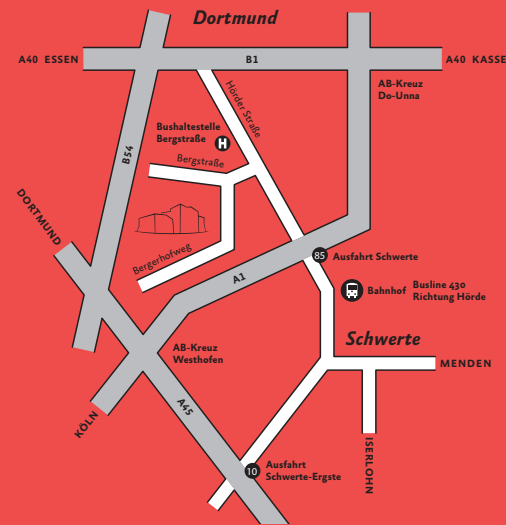 Dortmund
A40 ESSEN
B1
A40 KASSE
AB-Kreuz
Do-Unna
Hörder Straße
Bushaltestelle
Bergstraße
H
Bergstraße
B54
DORTMUND
Bergerhofweg
A1
85 Ausfahrt Schwerte
Bahnhof
Busline 430
Richtung Hörde
Schwerte
AB-Kreuz
Westhofen
MENDEN
KÖLN
A45
ISERLOHN
10 Ausfahrt
Schwerte-Ergste